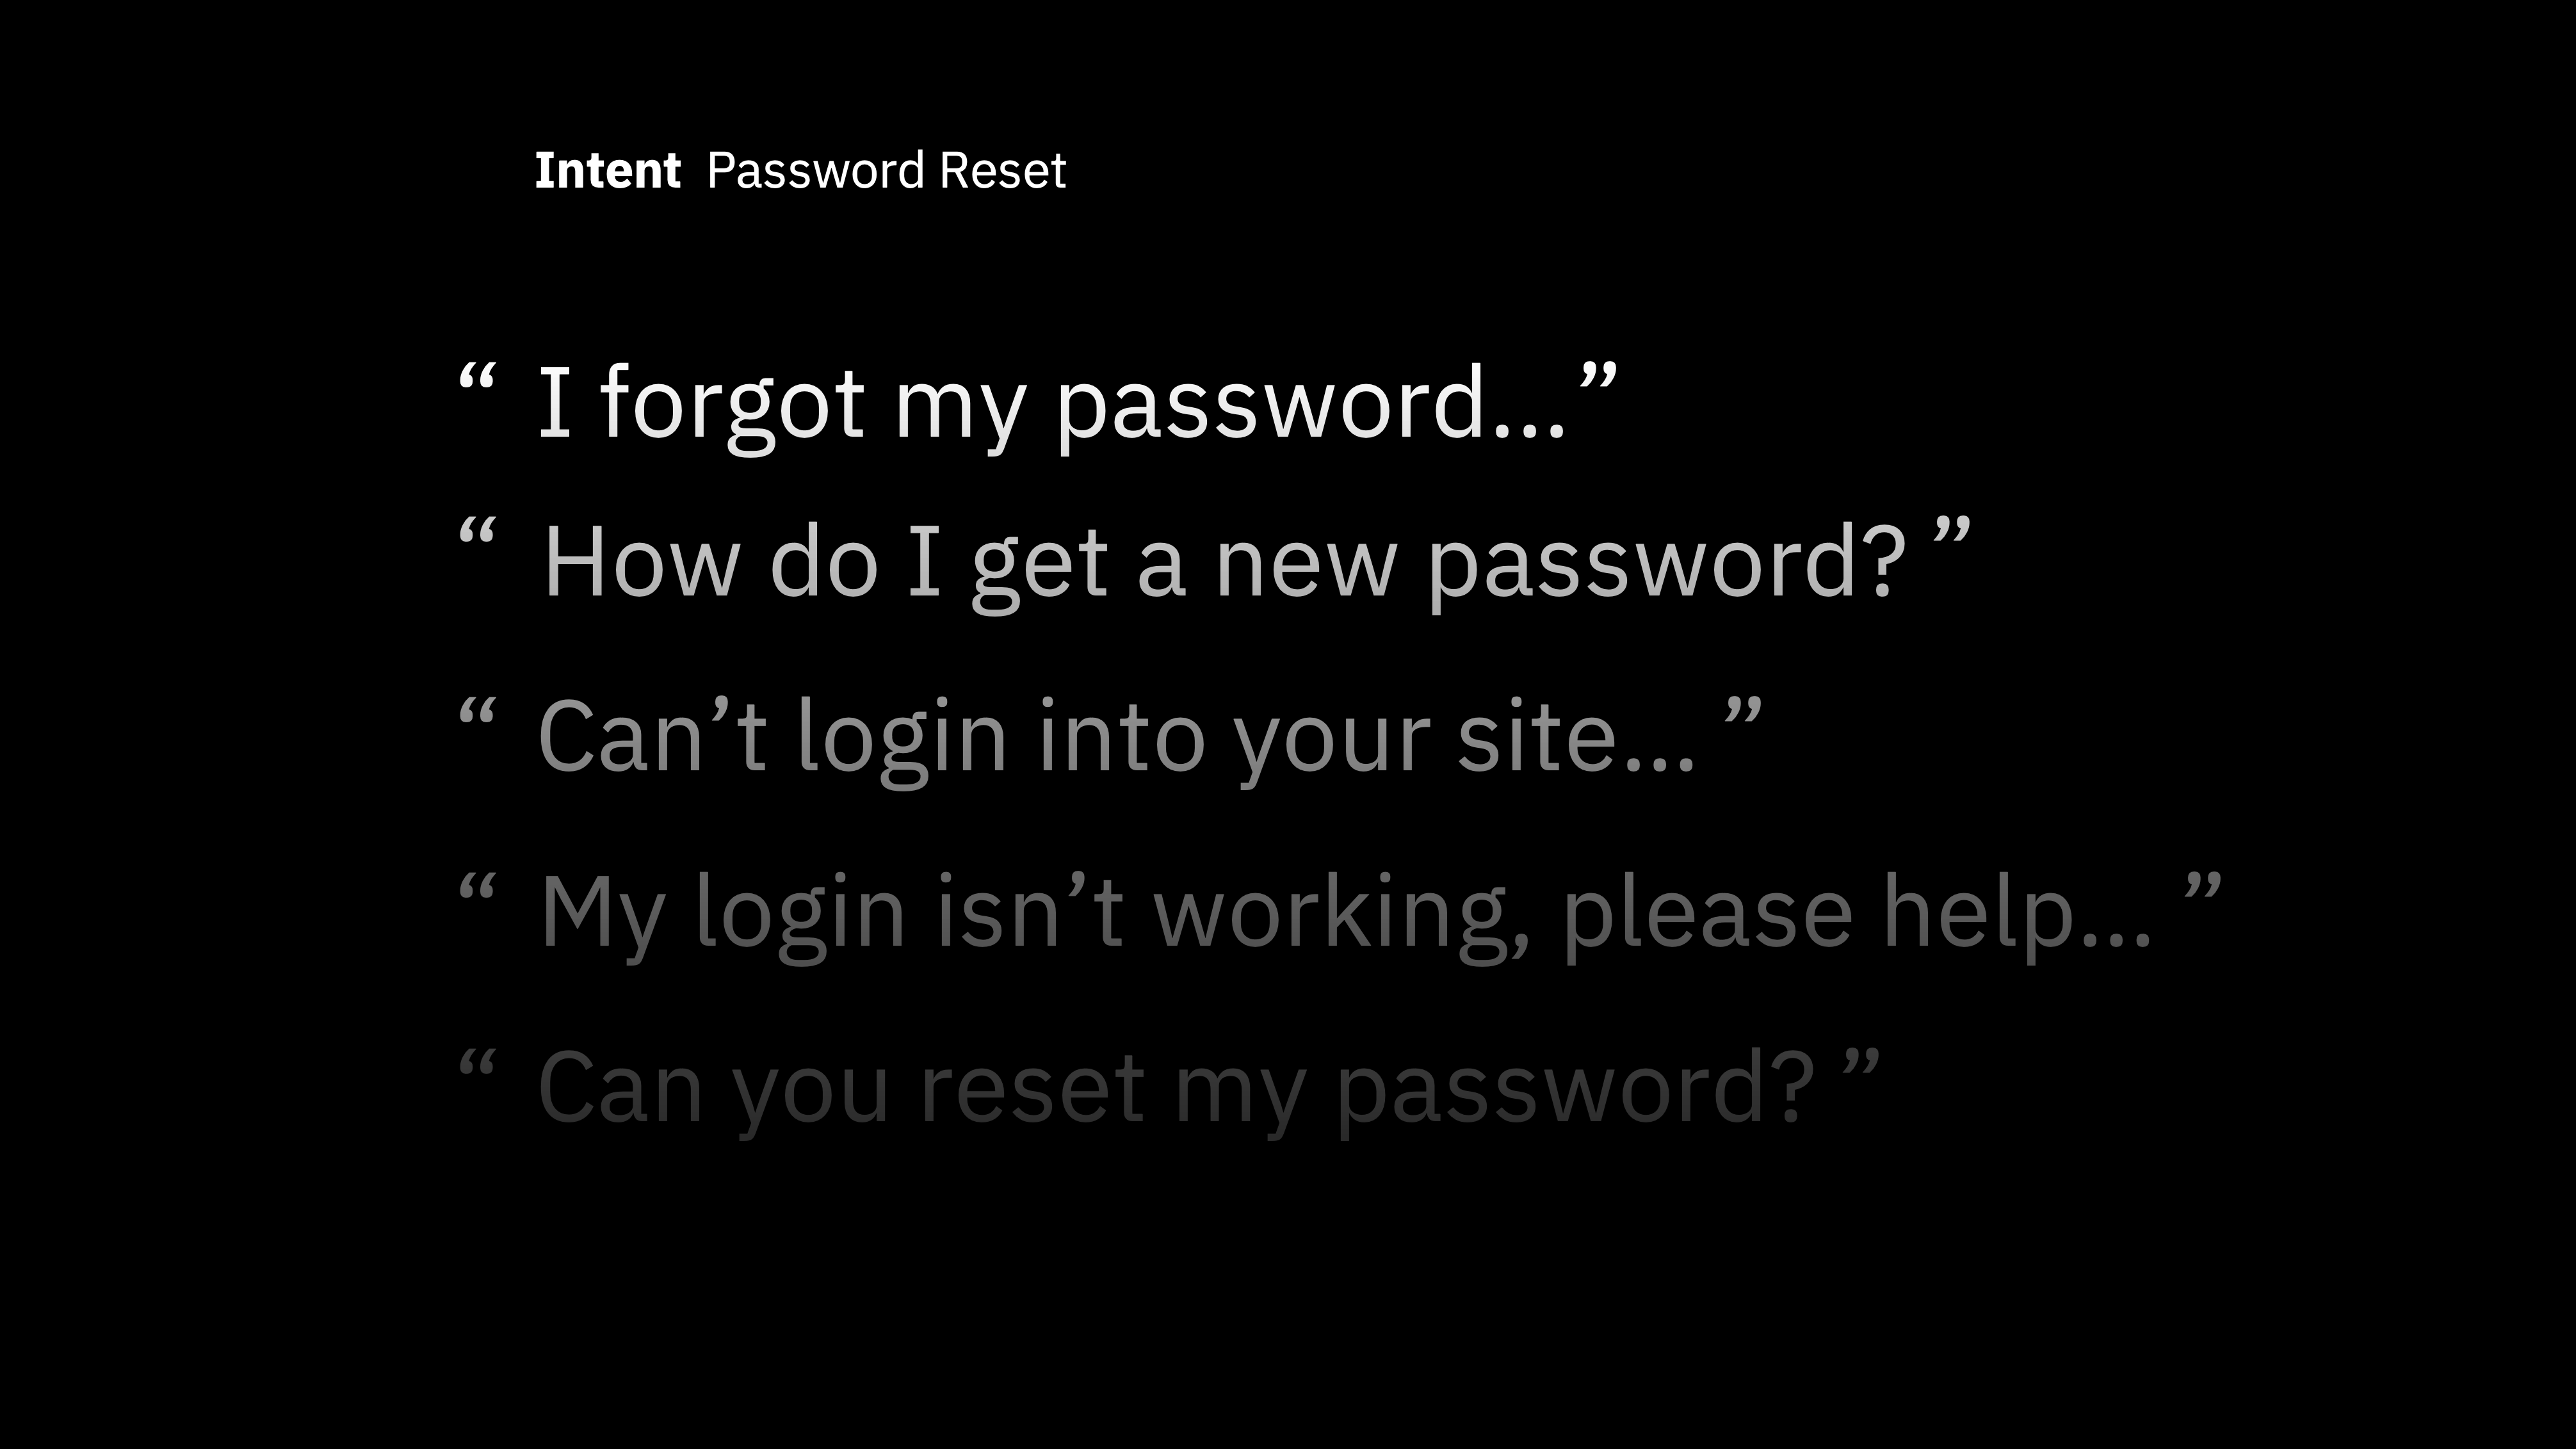 Intent Password Reset
“ I forgot my password...”
“ How do I get a new password? ”
“ Can’t login into your site... ”
“ My login isn’t working, please help... ”
“ Can you reset my password? ”